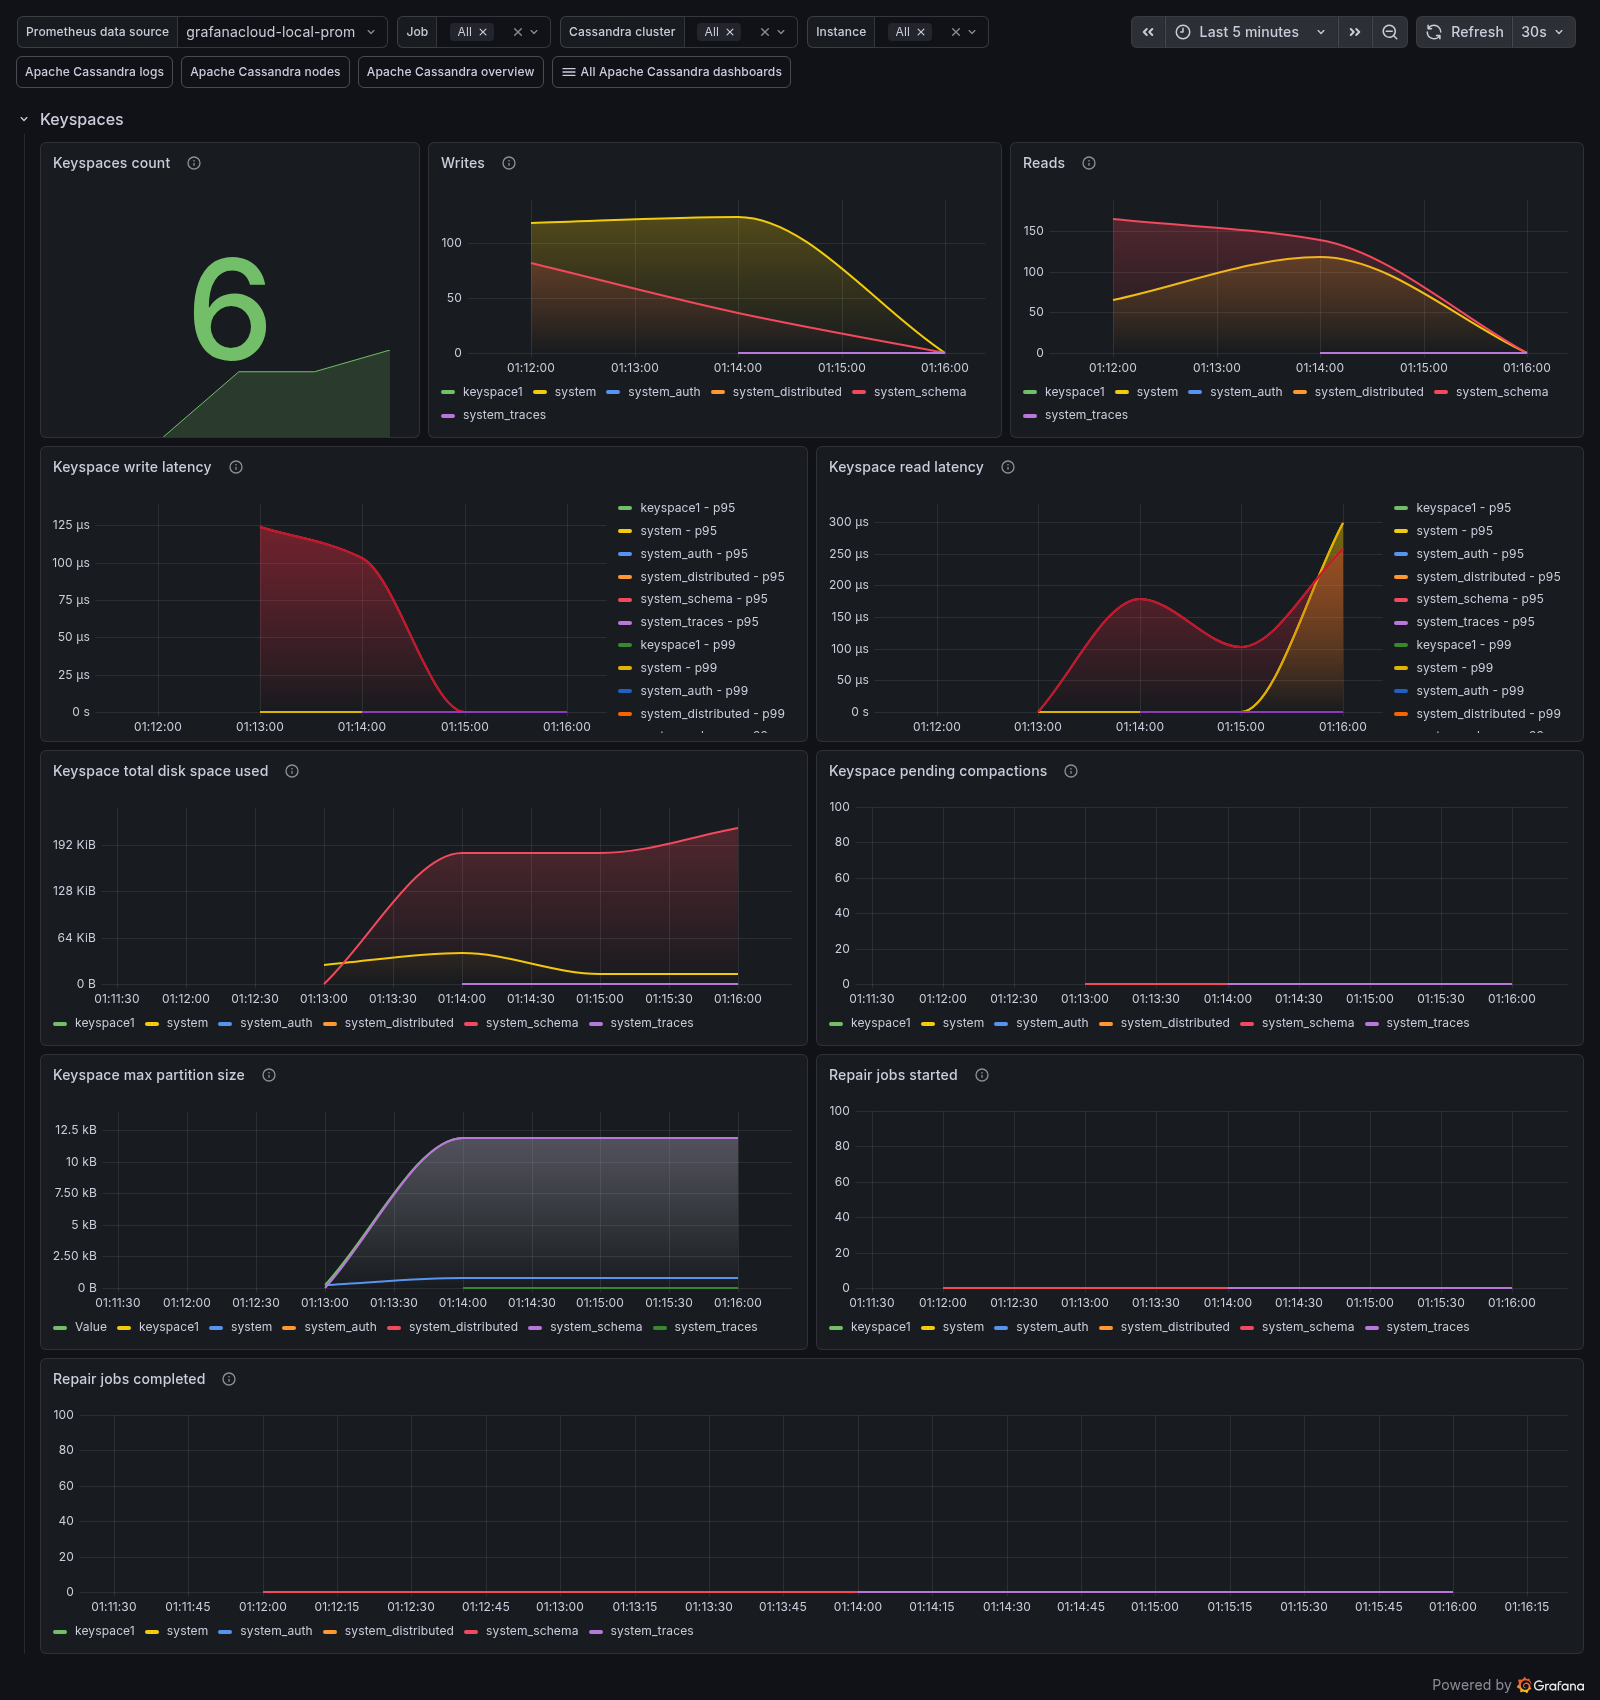 Prometheus data source grafanacloud-local-prom Job All Cassandra cluster All Instance All Last 5 minutes Refresh 30s
Apache Cassandra logs Apache Cassandra nodes Apache Cassandra overview All Apache Cassandra dashboards
Keyspaces
Keyspaces count
6
Writes
100
50
0
01:12:00 01:13:00 01:14:00 01:15:00 01:16:00
keyspace1 system system_auth system_distributed system_schema
system_traces
Reads
150
100
50
0
01:12:00 01:13:00 01:14:00 01:15:00 01:16:00
keyspace1 system system_auth system_distributed system_schema
system_traces
Keyspace write latency
125 µs
100 µs
75 µs
50 µs
25 µs
0 s
01:12:00 01:13:00 01:14:00 01:15:00 01:16:00
keyspace1 - p95
system - p95
system_auth - p95
system_distributed - p95
system_schema - p95
system_traces - p95
keyspace1 - p99
system - p99
system_auth - p99
system_distributed - p99
Keyspace read latency
300 µs
250 µs
200 µs
150 µs
100 µs
50 µs
0 s
01:12:00 01:13:00 01:14:00 01:15:00 01:16:00
keyspace1 - p95
system - p95
system_auth - p95
system_distributed - p95
system_schema - p95
system_traces - p95
keyspace1 - p99
system - p99
system_auth - p99
system_distributed - p99
Keyspace total disk space used
192 KiB
128 KiB
64 KiB
0 B
01:11:30 01:12:00 01:12:30 01:13:00 01:13:30 01:14:00 01:14:30 01:15:00 01:15:30 01:16:00
keyspace1 system system_auth system_distributed system_schema system_traces
Keyspace pending compactions
100
80
60
40
20
0
01:11:30 01:12:00 01:12:30 01:13:00 01:13:30 01:14:00 01:14:30 01:15:00 01:15:30 01:16:00
keyspace1 system system_auth system_distributed system_schema system_traces
Keyspace max partition size
12.5 kB
10 kB
7.50 kB
5 kB
2.50 kB
0 B
01:11:30 01:12:00 01:12:30 01:13:00 01:13:30 01:14:00 01:14:30 01:15:00 01:15:30 01:16:00
Value keyspace1 system system_auth system_distributed system_schema system_traces
Repair jobs started
100
80
60
40
20
0
01:11:30 01:12:00 01:12:30 01:13:00 01:13:30 01:14:00 01:14:30 01:15:00 01:15:30 01:16:00
keyspace1 system system_auth system_distributed system_schema system_traces
Repair jobs completed
100
80
60
40
20
0
01:11:30 01:11:45 01:12:00 01:12:15 01:12:30 01:12:45 01:13:00 01:13:15 01:13:30 01:13:45 01:14:00 01:14:15 01:14:30 01:14:45 01:15:00 01:15:15 01:15:30 01:15:45 01:16:00 01:16:15
keyspace1 system system_auth system_distributed system_schema system_traces
Powered by Grafana